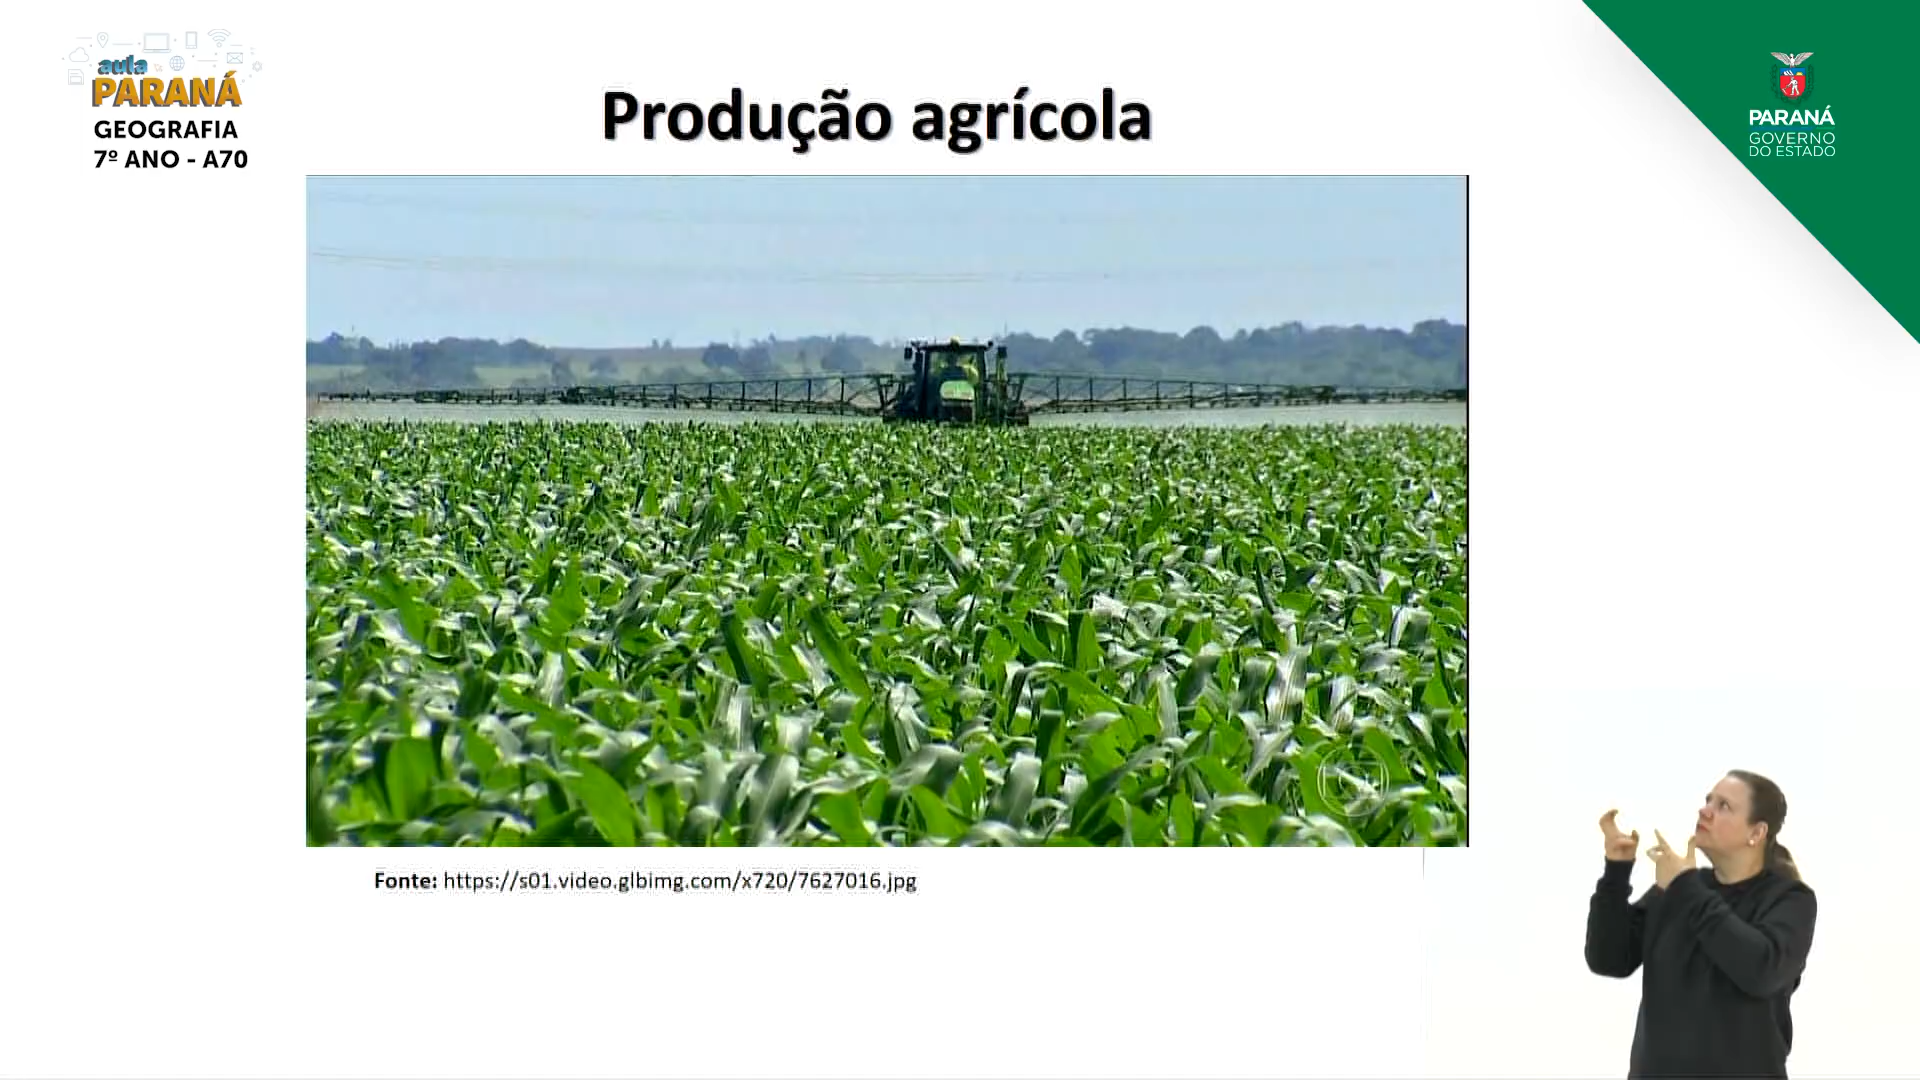 aula
PARANÁ
GEOGRAFIA
7º ANO - A70
Produção agrícola
PARANÁ
GOVERNO
DO ESTADO
Fonte: https://s01.video.glbimg.com/x720/7627016.jpg